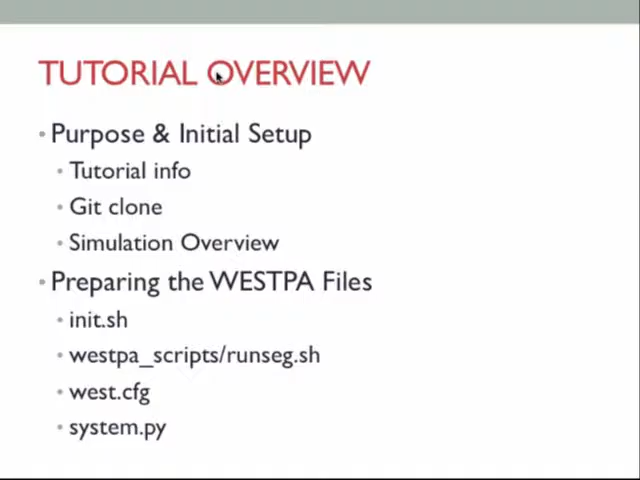 TUTORIAL OVERVIEW
• Purpose & Initial Setup
• Tutorial info
• Git clone
• Simulation Overview
• Preparing the WESTPA Files
• init.sh
• westpa_scripts/runseg.sh
• west.cfg
• system.py